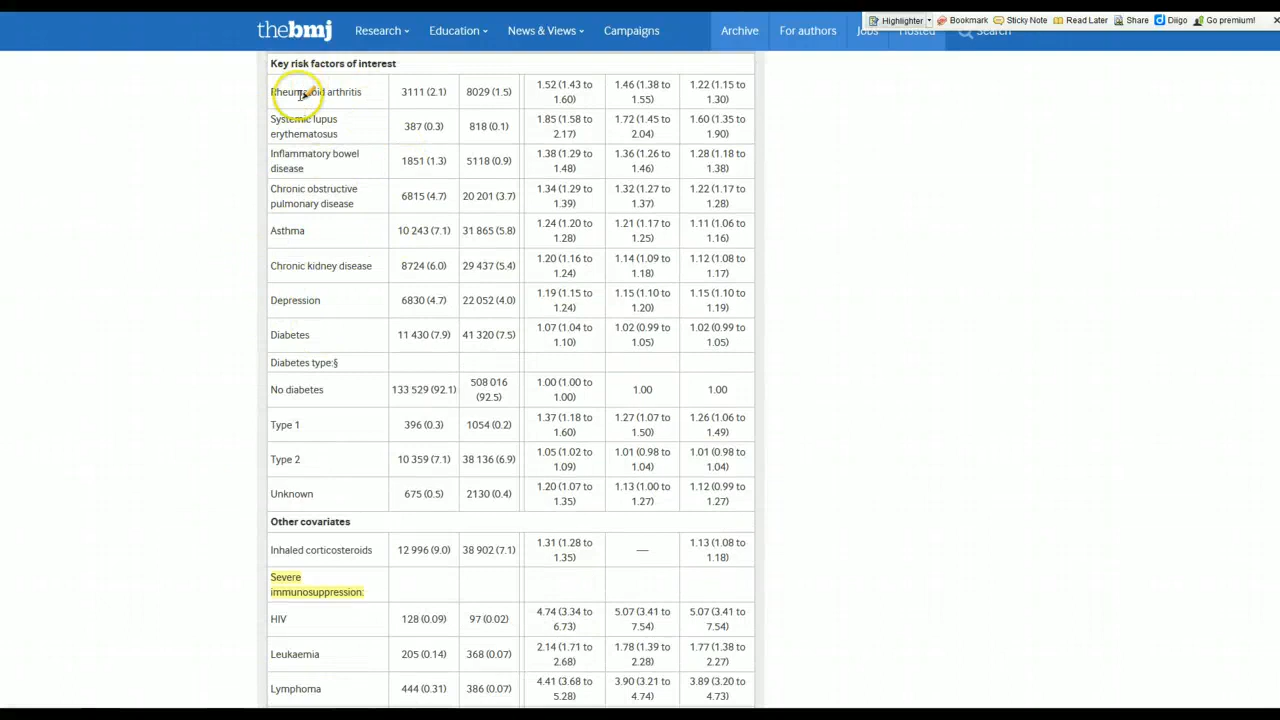 Highlighter Bookmark Sticky Note Read Later Share Diigo Go premium!
thebmj Research Education News & Views Campaigns Archive For authors Jobs Hosted Search
Key risk factors of interest
Rheumatoid arthritis 3111 (2.1) 8029 (1.5) 1.52 (1.43 to 1.60) 1.46 (1.38 to 1.55) 1.22 (1.15 to 1.30)
Systemic lupus erythematosus 387 (0.3) 818 (0.1) 1.85 (1.58 to 2.17) 1.72 (1.45 to 2.04) 1.60 (1.35 to 1.90)
Inflammatory bowel disease 1851 (1.3) 5118 (0.9) 1.38 (1.29 to 1.48) 1.36 (1.26 to 1.46) 1.28 (1.18 to 1.38)
Chronic obstructive pulmonary disease 6815 (4.7) 20 201 (3.7) 1.34 (1.29 to 1.39) 1.32 (1.27 to 1.37) 1.22 (1.17 to 1.28)
Asthma 10 243 (7.1) 31 865 (5.8) 1.24 (1.20 to 1.28) 1.21 (1.17 to 1.25) 1.11 (1.06 to 1.16)
Chronic kidney disease 8724 (6.0) 29 437 (5.4) 1.20 (1.16 to 1.24) 1.14 (1.09 to 1.18) 1.12 (1.08 to 1.17)
Depression 6830 (4.7) 22 052 (4.0) 1.19 (1.15 to 1.24) 1.15 (1.10 to 1.20) 1.15 (1.10 to 1.19)
Diabetes 11 430 (7.9) 41 320 (7.5) 1.07 (1.04 to 1.10) 1.02 (0.99 to 1.05) 1.02 (0.99 to 1.05)
Diabetes type:§
No diabetes 133 529 (92.1) 508 016 (92.5) 1.00 (1.00 to 1.00) 1.00 1.00
Type 1 396 (0.3) 1054 (0.2) 1.37 (1.18 to 1.60) 1.27 (1.07 to 1.50) 1.26 (1.06 to 1.49)
Type 2 10 359 (7.1) 38 136 (6.9) 1.05 (1.02 to 1.09) 1.01 (0.98 to 1.04) 1.01 (0.98 to 1.04)
Unknown 675 (0.5) 2130 (0.4) 1.20 (1.07 to 1.35) 1.13 (1.00 to 1.27) 1.12 (0.99 to 1.27)
Other covariates
Inhaled corticosteroids 12 996 (9.0) 38 902 (7.1) 1.31 (1.28 to 1.35) — 1.13 (1.08 to 1.18)
Severe immunosuppression:
HIV 128 (0.09) 97 (0.02) 4.74 (3.34 to 6.73) 5.07 (3.41 to 7.54) 5.07 (3.41 to 7.54)
Leukaemia 205 (0.14) 368 (0.07) 2.14 (1.71 to 2.68) 1.78 (1.39 to 2.28) 1.77 (1.38 to 2.27)
Lymphoma 444 (0.31) 386 (0.07) 4.41 (3.68 to 5.28) 3.90 (3.21 to 4.74) 3.89 (3.20 to 4.73)